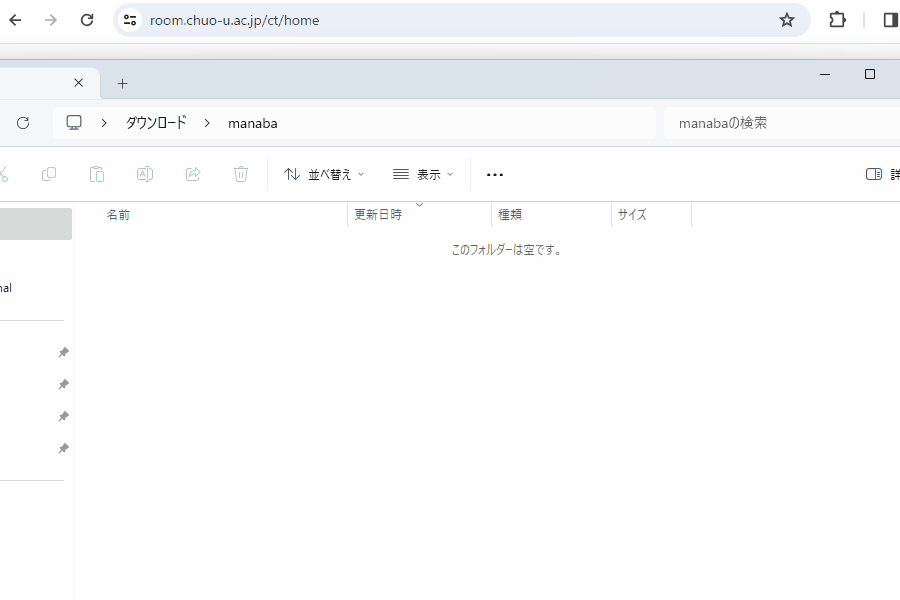 room.chuo-u.ac.jp/ct/home
ダウンロード manaba
manabaの検索
並べ替え 表示 詳
名前 更新日時 種類 サイズ
このフォルダーは空です。
nal